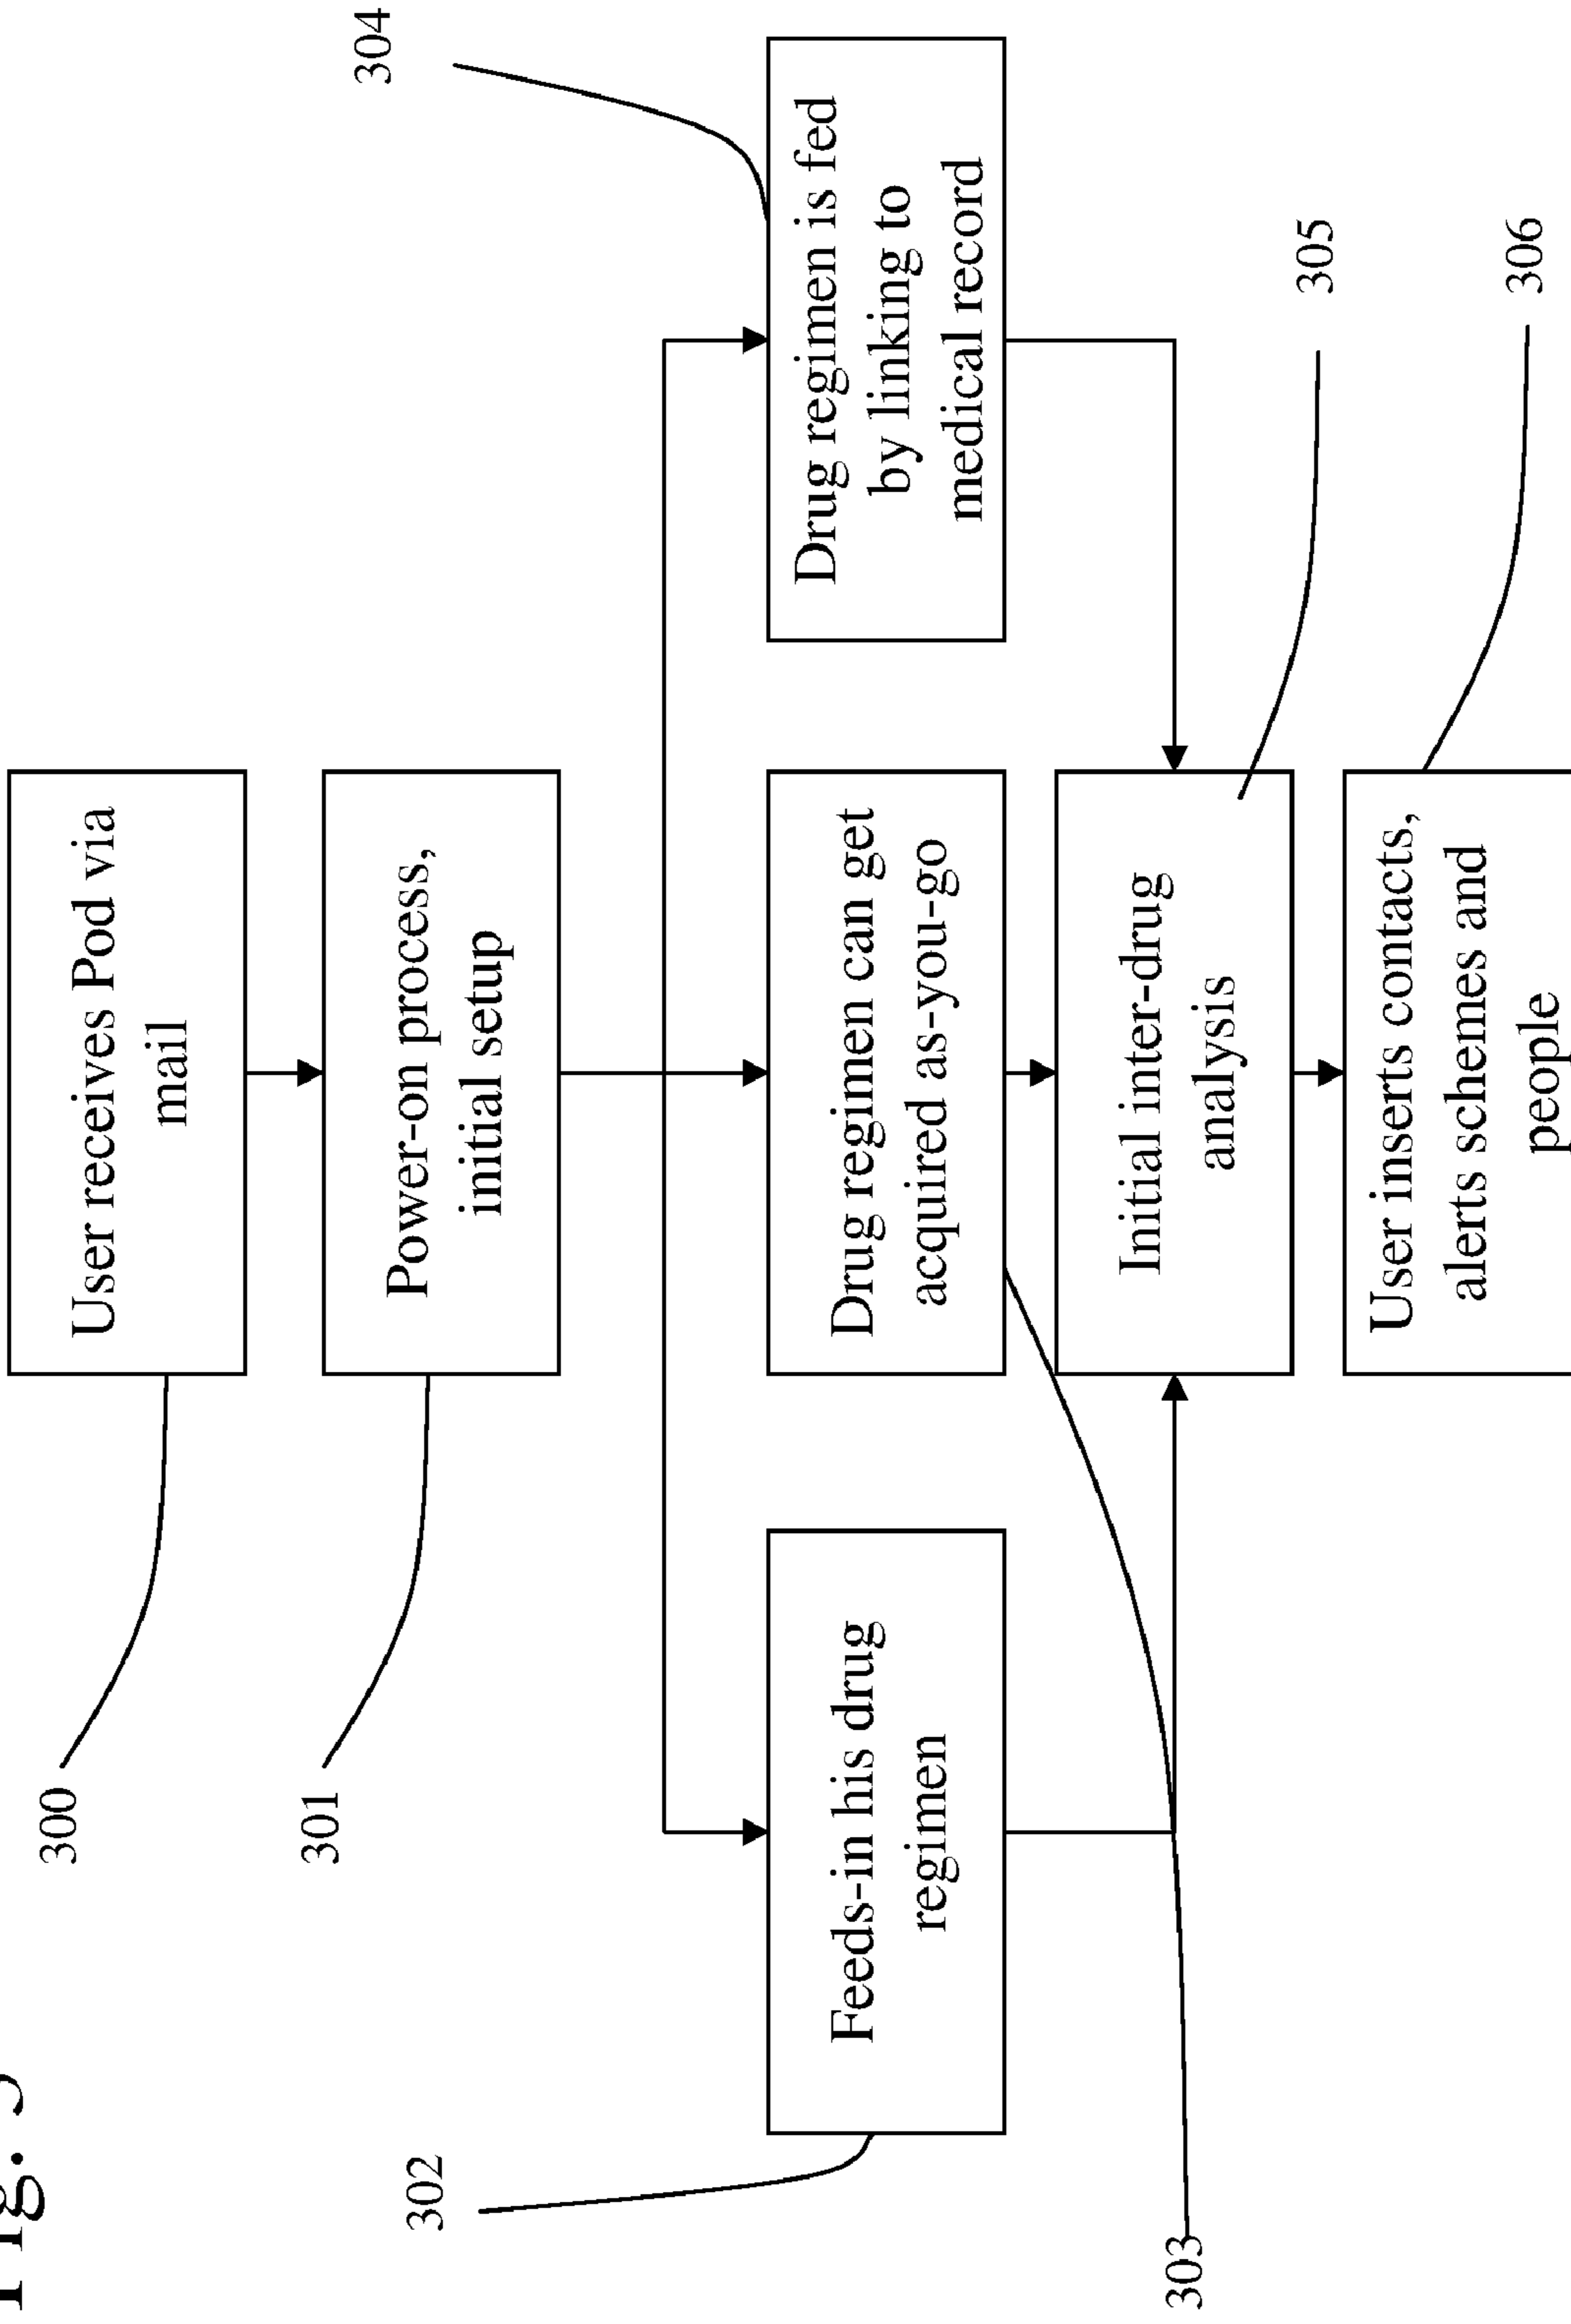 Fig. 3
300
User receives Pod via
mail
301
Power-on process,
initial setup
304
302
Feeds-in his drug
regimen
Drug regimen can get
acquired as-you-go
Drug regimen is fed
by linking to
medical record
303
Initial inter-drug
analysis
305
User inserts contacts,
alerts schemes and
people
306